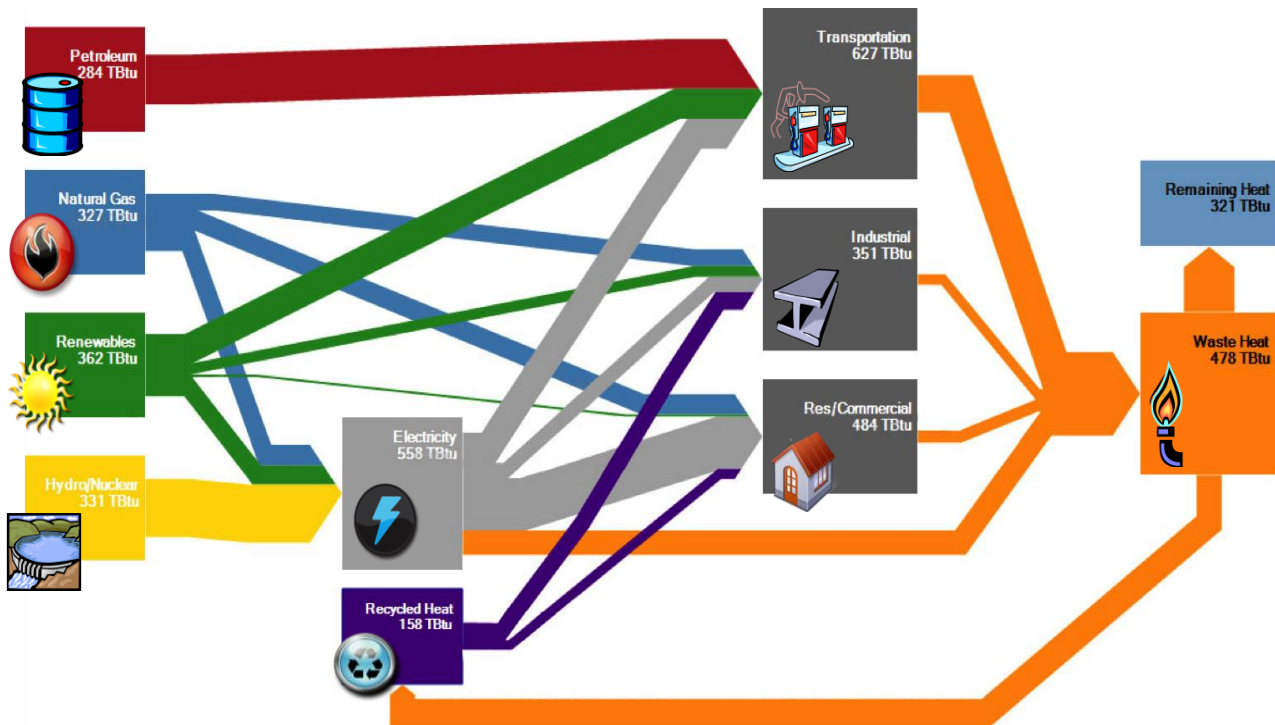 Petroleum
284 TBtu
Natural Gas
327 TBtu
Renewables
362 TBtu
Hydro/Nuclear
331 TBtu
Electricity
558 TBtu
Recycled Heat
158 TBtu
Transportation
627 TBtu
Industrial
351 TBtu
Res/Commercial
484 TBtu
Remaining Heat
321 TBtu
Waste Heat
478 TBtu